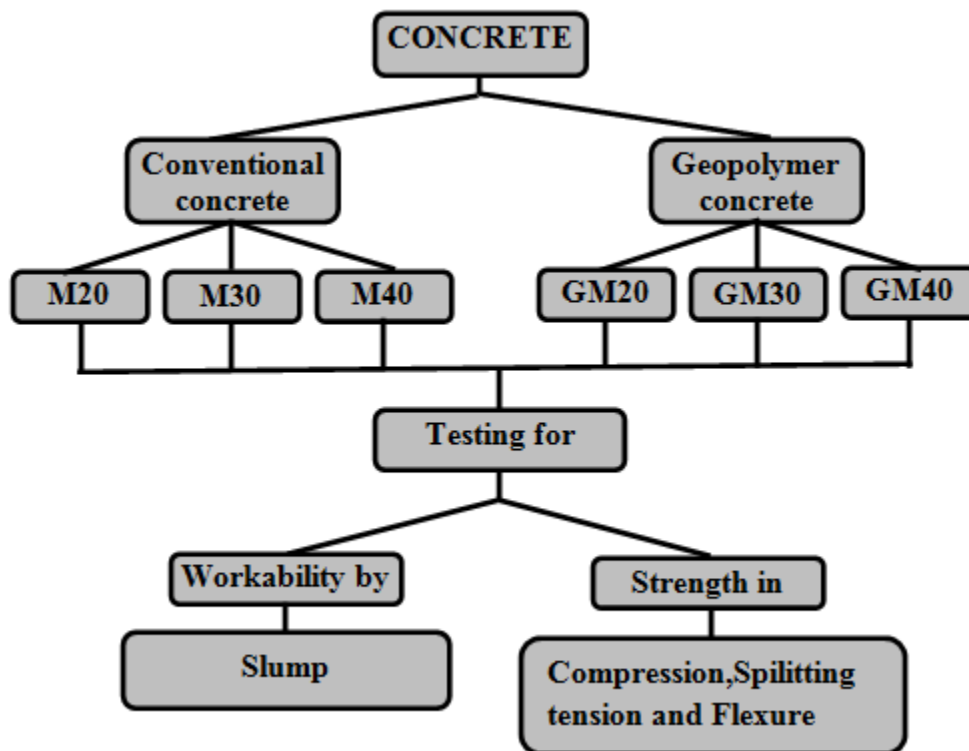 CONCRETE
Conventional
concrete
Geopolymer
concrete
M20
M30
M40
GM20
GM30
GM40
Testing for
Workability by
Strength in
Slump
Compression,Spilitting
tension and Flexure